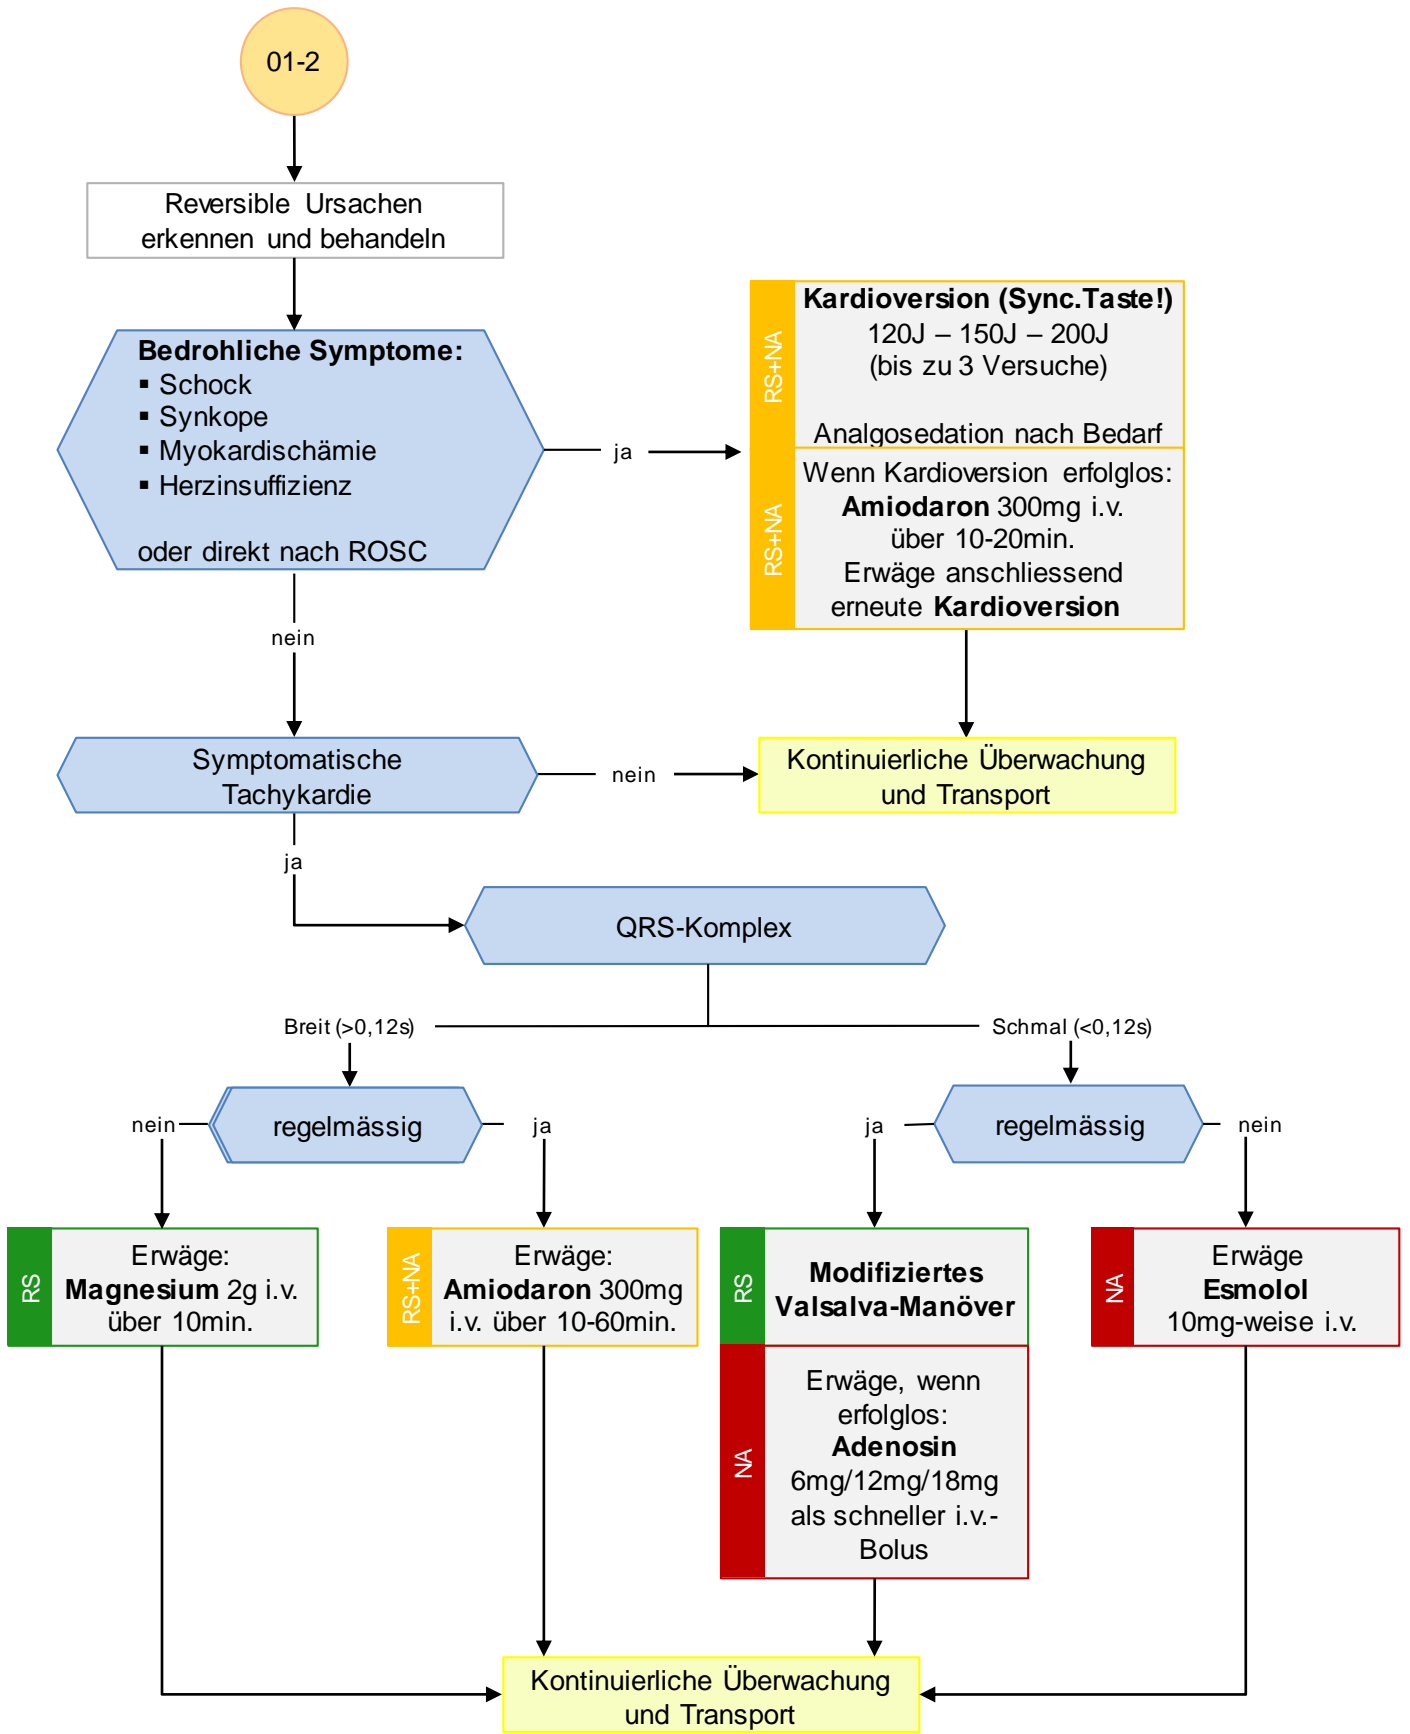 01-2
Reversible Ursachen
erkennen und behandeln
Bedrohliche Symptome:
▪ Schock
▪ Synkope
▪ Myokardischämie
▪ Herzinsuffizienz
oder direkt nach ROSC
ja
RS+NA
Kardioversion (Sync.Taste!)
120J – 150J – 200J
(bis zu 3 Versuche)
Analgosedation nach Bedarf
RS+NA
Wenn Kardioversion erfolglos:
Amiodaron 300mg i.v.
über 10-20min.
Erwäge anschliessend
erneute Kardioversion
nein
Symptomatische
Tachykardie
nein
Kontinuierliche Überwachung
und Transport
ja
QRS-Komplex
Breit (>0,12s)
Schmal (<0,12s)
nein
regelmässig
ja
ja
regelmässig
nein
RS
Erwäge:
Magnesium 2g i.v.
über 10min.
RS+NA
Erwäge:
Amiodaron 300mg
i.v. über 10-60min.
RS
Modifiziertes
Valsalva-Manöver
NA
Erwäge, wenn
erfolglos:
Adenosin
6mg/12mg/18mg
als schneller i.v.-
Bolus
NA
Erwäge
Esmolol
10mg-weise i.v.
Kontinuierliche Überwachung
und Transport